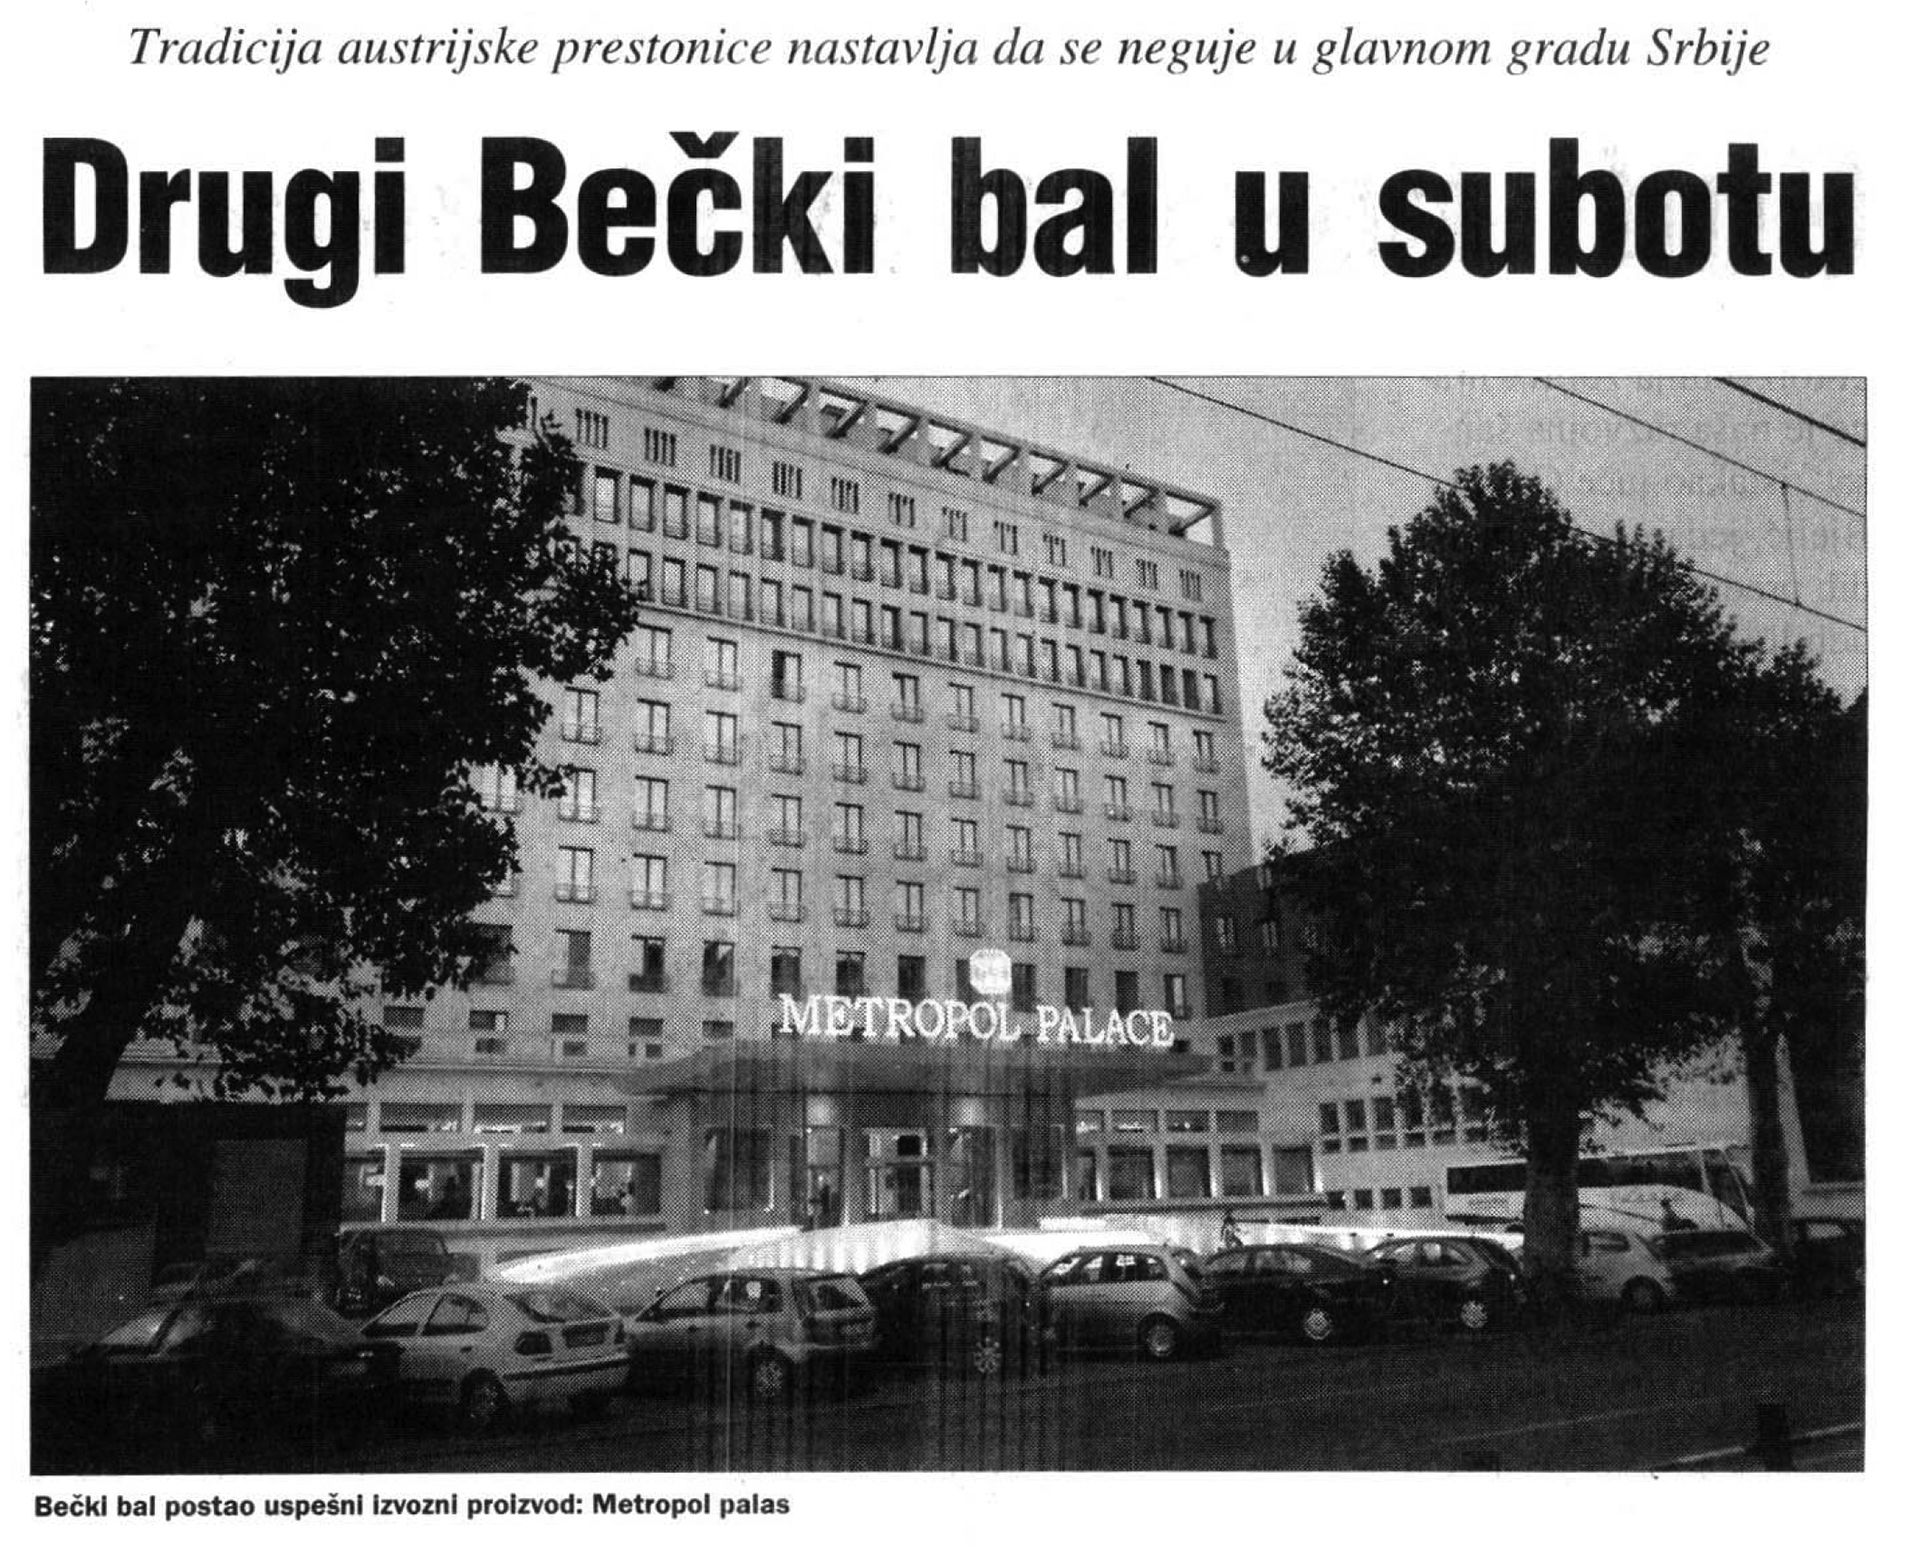 Tradicija austrijske prestonice nastavlja da se neguje u glavnom gradu Srbije
Drugi Bečki bal u subotu
METROPOL PALACE
Bečki bal postao uspešni izvozni proizvod: Metropol palas